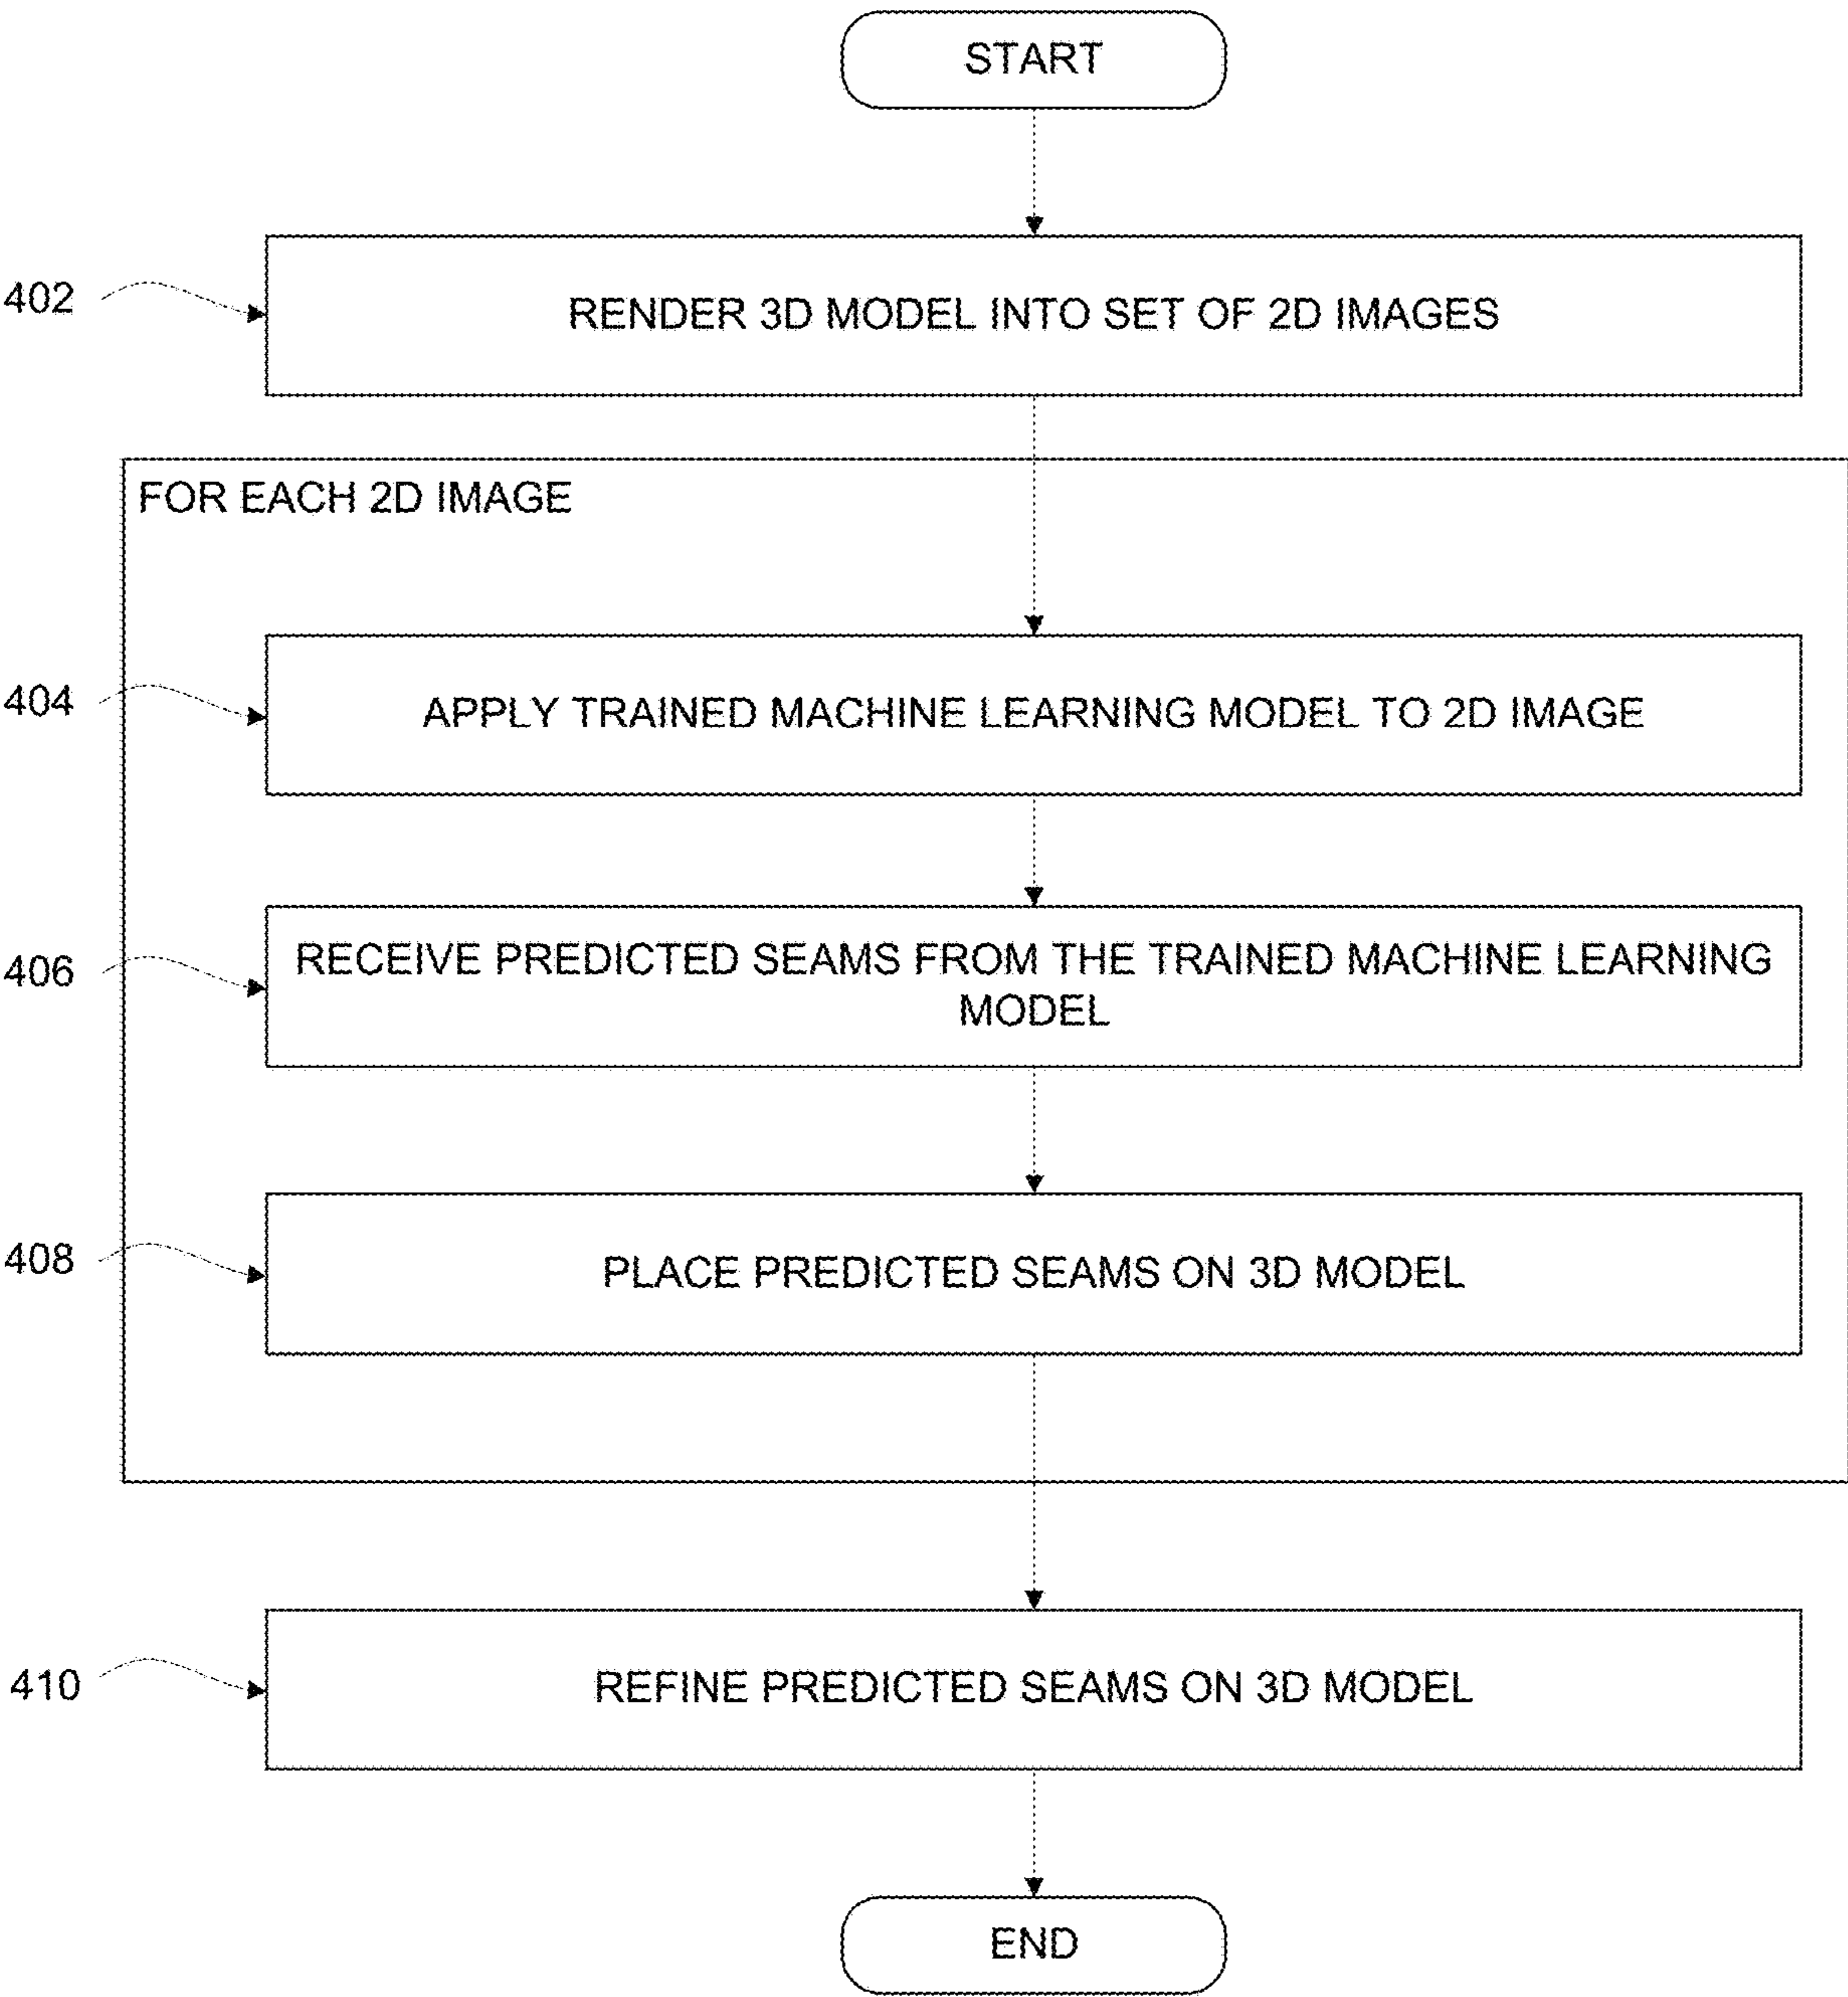 START
402
RENDER 3D MODEL INTO SET OF 2D IMAGES
FOR EACH 2D IMAGE
404
APPLY TRAINED MACHINE LEARNING MODEL TO 2D IMAGE
406
RECEIVE PREDICTED SEAMS FROM THE TRAINED MACHINE LEARNING
MODEL
408
PLACE PREDICTED SEAMS ON 3D MODEL
410
REFINE PREDICTED SEAMS ON 3D MODEL
END